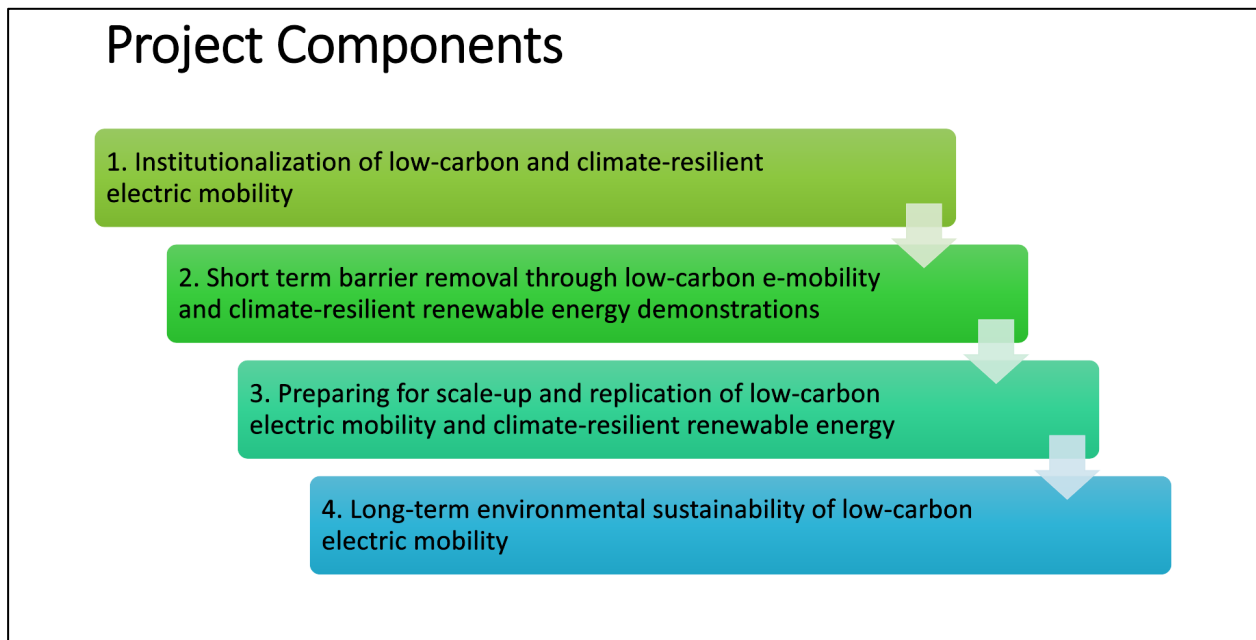 Project Components
1. Institutionalization of low-carbon and climate-resilient
electric mobility
2. Short term barrier removal through low-carbon e-mobility
and climate-resilient renewable energy demonstrations
3. Preparing for scale-up and replication of low-carbon
electric mobility and climate-resilient renewable energy
4. Long-term environmental sustainability of low-carbon
electric mobility